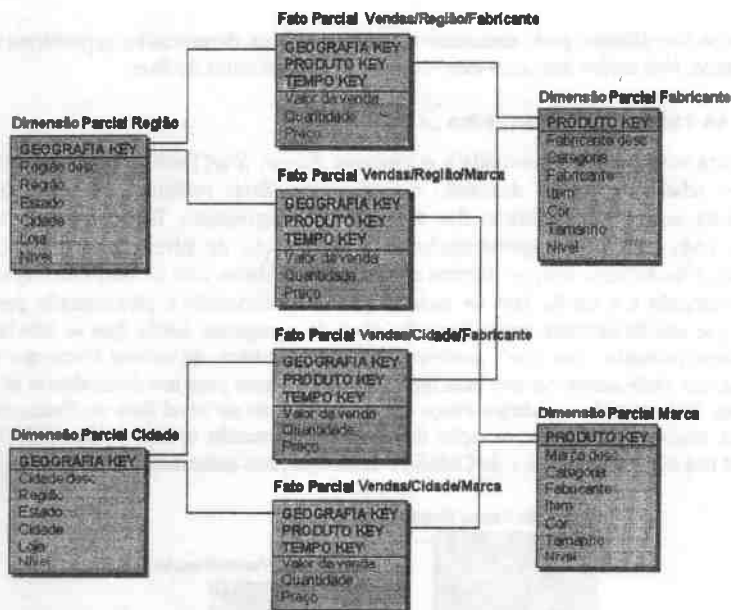 Fato Parcial Vendas/Região/Fabricante
GEOGRAFIA KEY
PRODUTO KEY
TEMPO KEY
Valor da venda
Quantidade
Preço
Dimensão Parcial Região
GEOGRAFIA KEY
Região desc
Região
Estado
Cidade
Loja
Nível
Dimensão Parcial Fabricante
PRODUTO KEY
Fabricante desc
Categoria
Fabricante
Item
Cor
Tamanho
Nível
Fato Parcial Vendas/Região/Marca
GEOGRAFIA KEY
PRODUTO KEY
TEMPO KEY
Valor da venda
Quantidade
Preço
Fato Parcial Vendas/Cidade/Fabricante
GEOGRAFIA KEY
PRODUTO KEY
TEMPO KEY
Valor da venda
Quantidade
Preço
Dimensão Parcial Cidade
GEOGRAFIA KEY
Cidade desc
Região
Estado
Cidade
Loja
Nível
Dimensão Parcial Marca
PRODUTO KEY
Marca desc
Categoria
Fabricante
Item
Cor
Tamanho
Nível
Fato Parcial Vendas/Cidade/Marca
GEOGRAFIA KEY
PRODUTO KEY
TEMPO KEY
Valor da venda
Quantidade
Preço